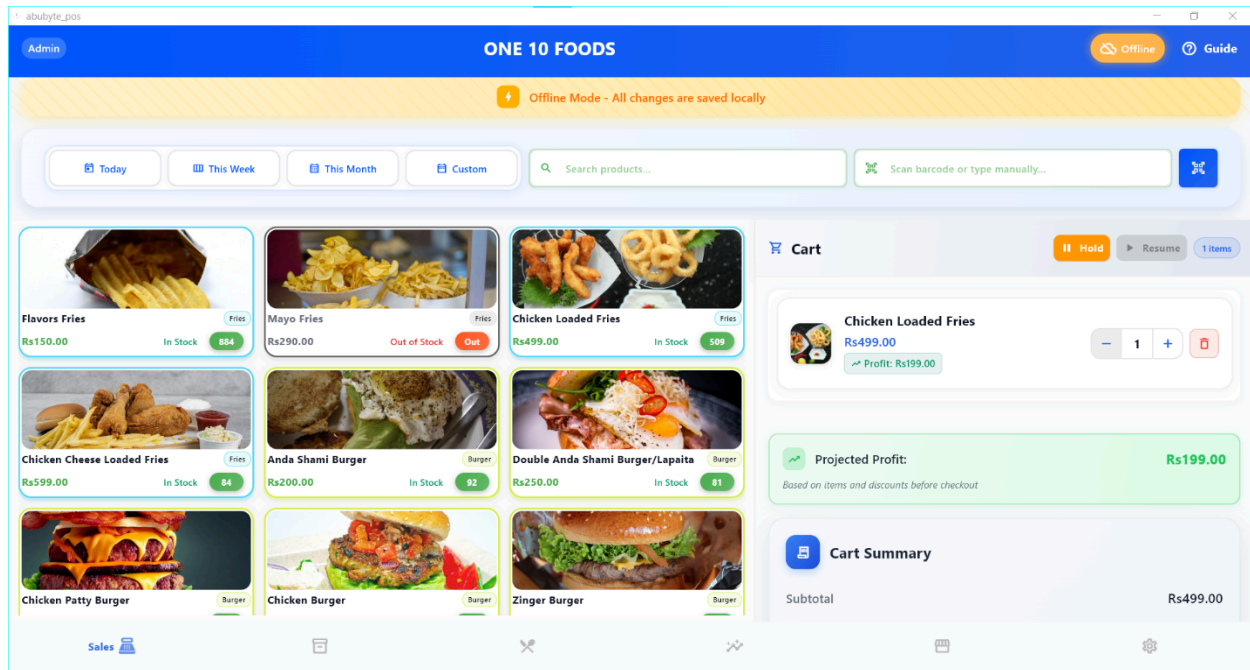 abubyte_pos
Admin
ONE 10 FOODS
Offline
Guide
Offline Mode - All changes are saved locally
Today
This Week
This Month
Custom
Search products...
Scan barcode or type manually...
Flavors Fries
Fries
Rs150.00
In Stock
884
Mayo Fries
Fries
Rs290.00
Out of Stock
Out
Chicken Loaded Fries
Fries
Rs499.00
In Stock
509
Chicken Cheese Loaded Fries
Fries
Rs599.00
In Stock
84
Anda Shami Burger
Burger
Rs200.00
In Stock
92
Double Anda Shami Burger/Lapaita
Burger
Rs250.00
In Stock
81
Chicken Patty Burger
Burger
Chicken Burger
Burger
Zinger Burger
Burger
Cart
Hold
Resume
1 items
Chicken Loaded Fries
Rs499.00
Profit: Rs199.00
1
Projected Profit:
Rs199.00
Based on items and discounts before checkout
Cart Summary
Subtotal
Rs499.00
Sales